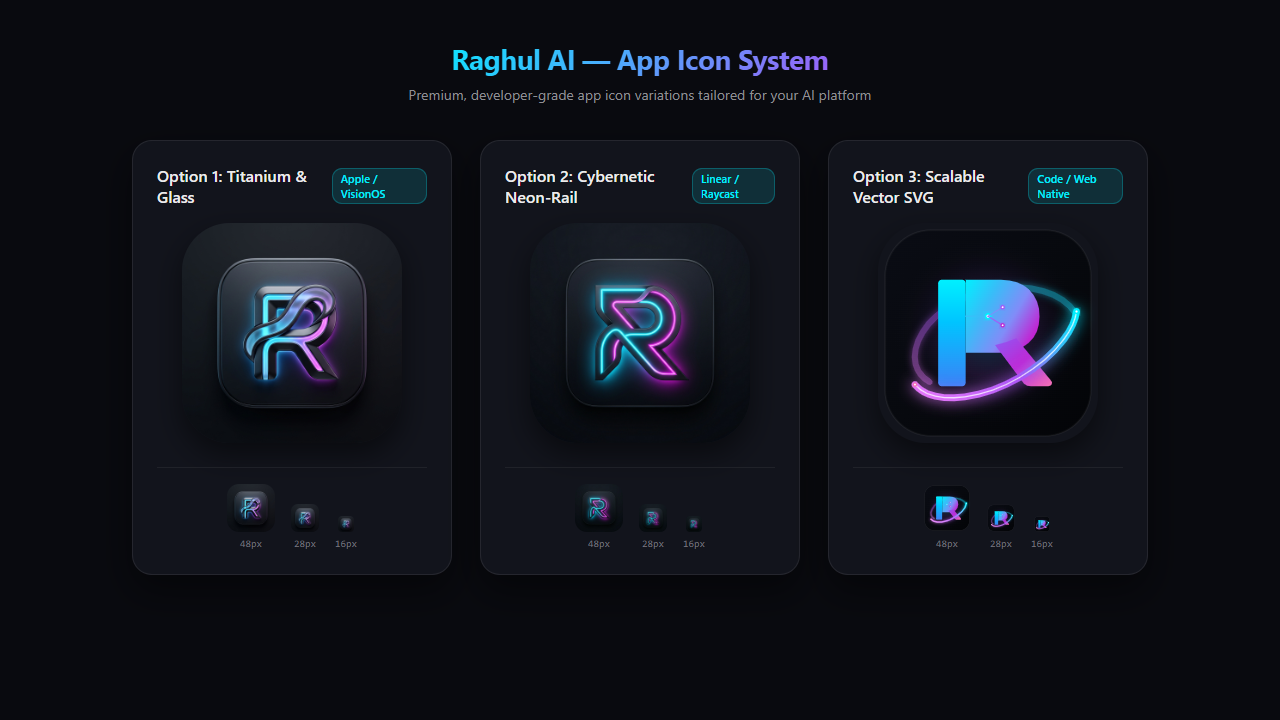 Raghul AI — App Icon System
Premium, developer-grade app icon variations tailored for your AI platform
Option 1: Titanium &
Glass
Apple /
VisionOS
R
48px
28px
16px
Option 2: Cybernetic
Neon-Rail
Linear /
Raycast
R
48px
28px
16px
Option 3: Scalable
Vector SVG
Code / Web
Native
R
48px
28px
16px